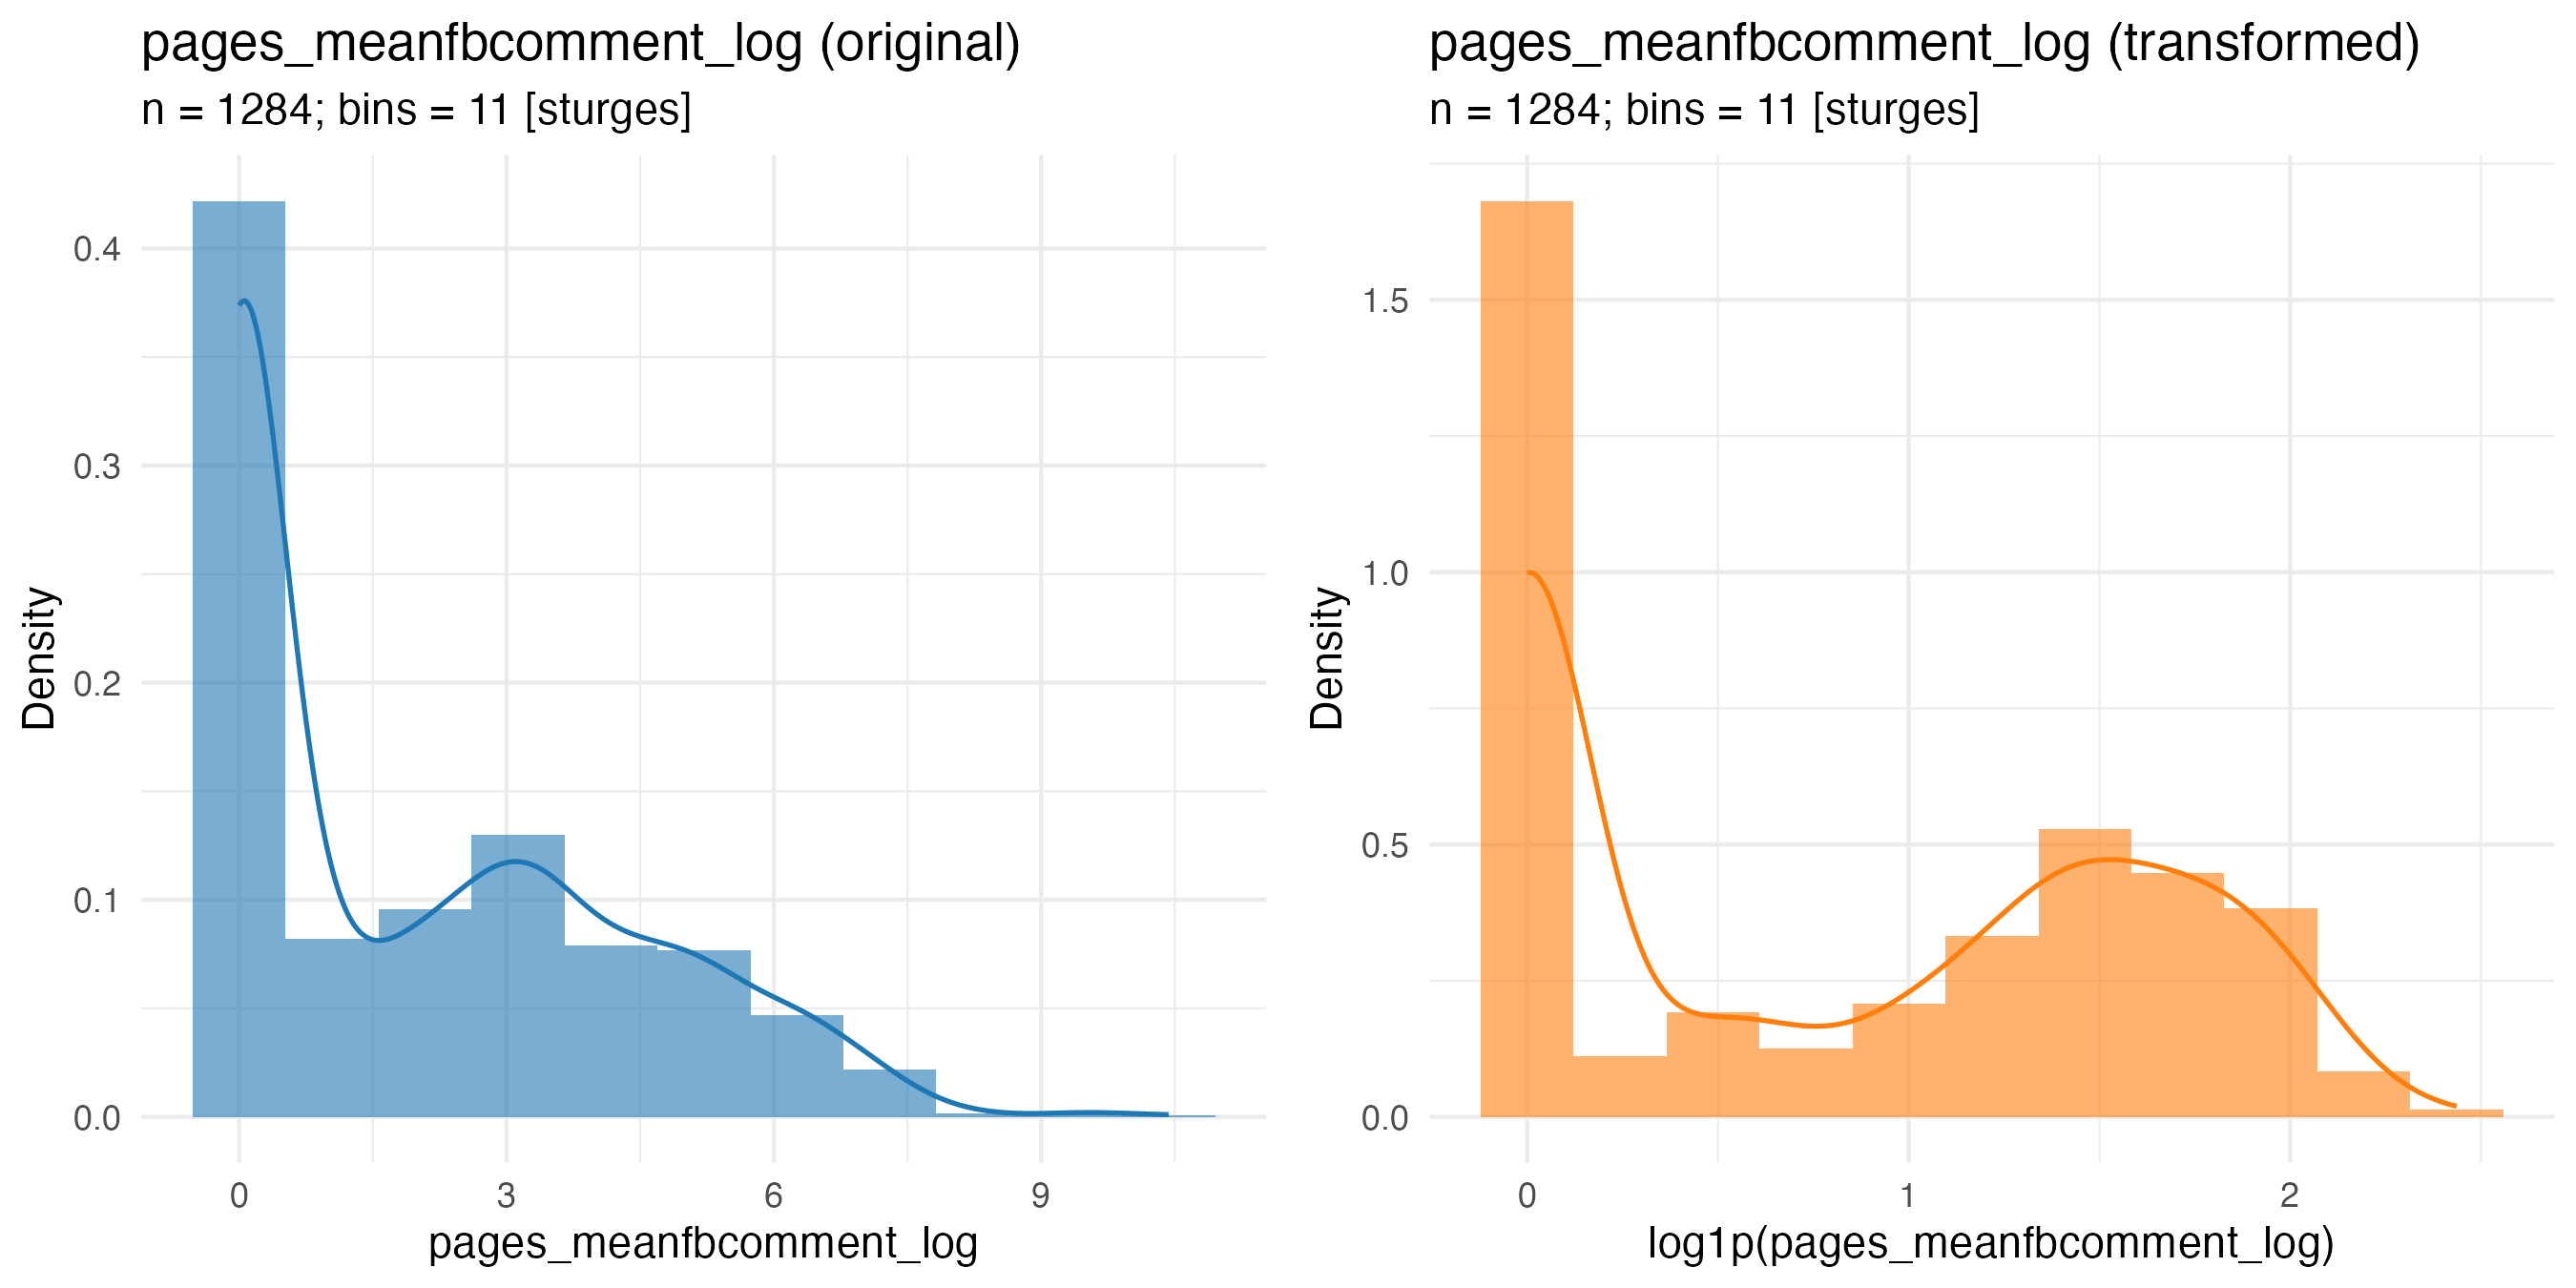 pages_meanfbcomment_log (original)
n = 1284; bins = 11 [sturges]
Density
0.4
0.3
0.2
0.1
0.0
0
3
6
9
pages_meanfbcomment_log
pages_meanfbcomment_log (transformed)
n = 1284; bins = 11 [sturges]
Density
1.5
1.0
0.5
0.0
0
1
2
log1p(pages_meanfbcomment_log)